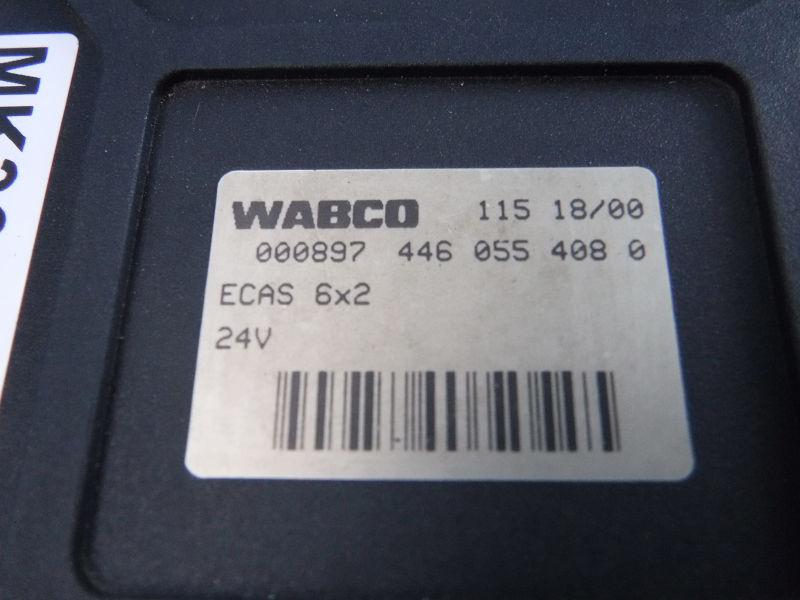 WABCO 115 18/00
000897 446 055 408 0
ECAS 6x2
24V